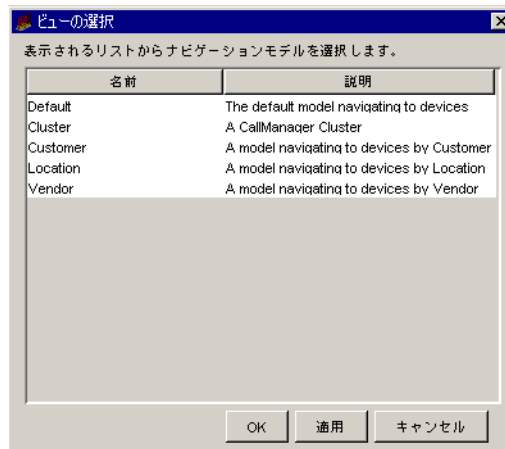 ビューの選択
表示されるリストからナビゲーションモデルを選択します。
名前 説明
Default The default model navigating to devices
Cluster A CallManager Cluster
Customer A model navigating to devices by Customer
Location A model navigating to devices by Location
Vendor A model navigating to devices by Vendor
OK 適用 キャンセル